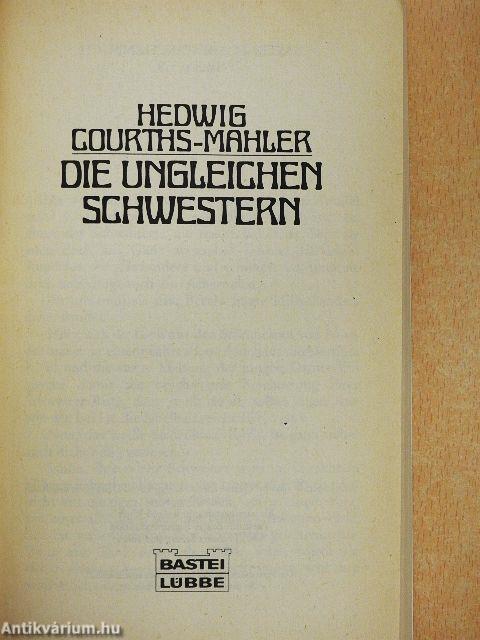 HEDWIG
COURTHS-MAHLER
DIE UNGLEICHEN
SCHWESTERN
BASTEI
LÜBBE
Antikvárium.hu